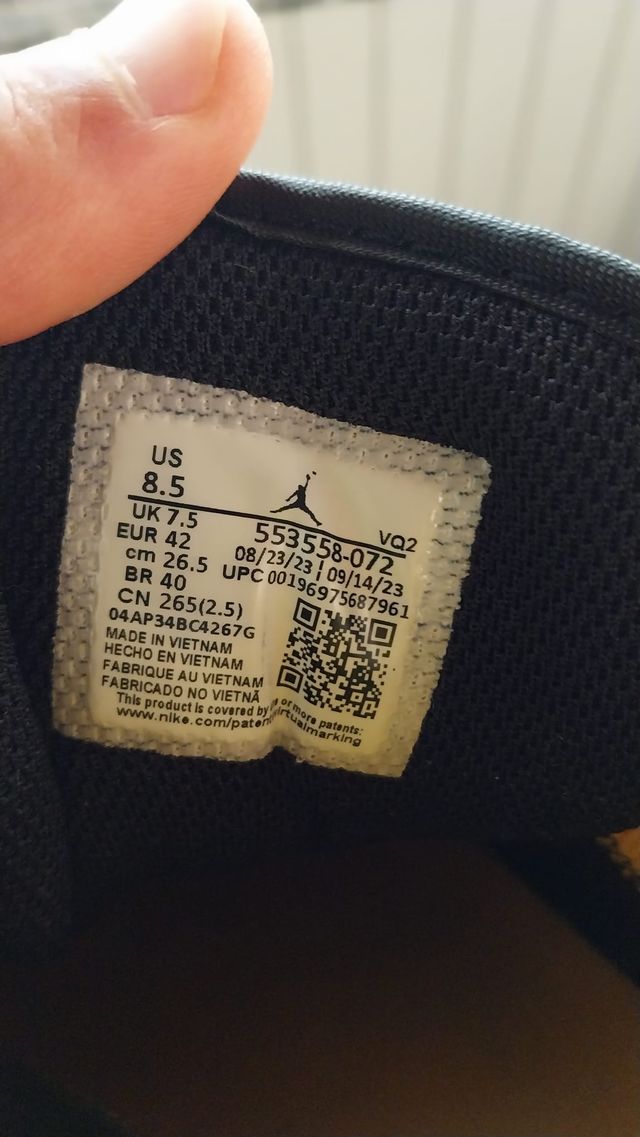 US
8.5
UK 7.5
EUR 42
cm 26.5
BR 40
CN 265(2.5)
04AP34BC4267G
MADE IN VIETNAM
HECHO EN VIETNAM
FABRIQUE AU VIETNAM
FABRICADO NO VIETNÃ
VQ2
553558-072
08/23/23 | 09/14/23
UPC 00196975687961
This product is covered by or more patents:
www.nike.com/patent virtualmarking